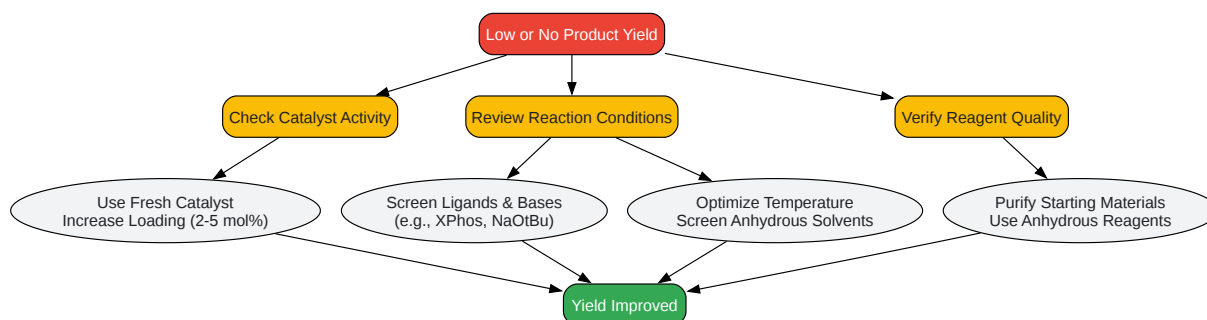 Low or No Product Yield
Check Catalyst Activity
Review Reaction Conditions
Verify Reagent Quality
Use Fresh Catalyst
Increase Loading (2-5 mol%)
Screen Ligands & Bases
(e.g., XPhos, NaOtBu)
Optimize Temperature
Screen Anhydrous Solvents
Purify Starting Materials
Use Anhydrous Reagents
Yield Improved